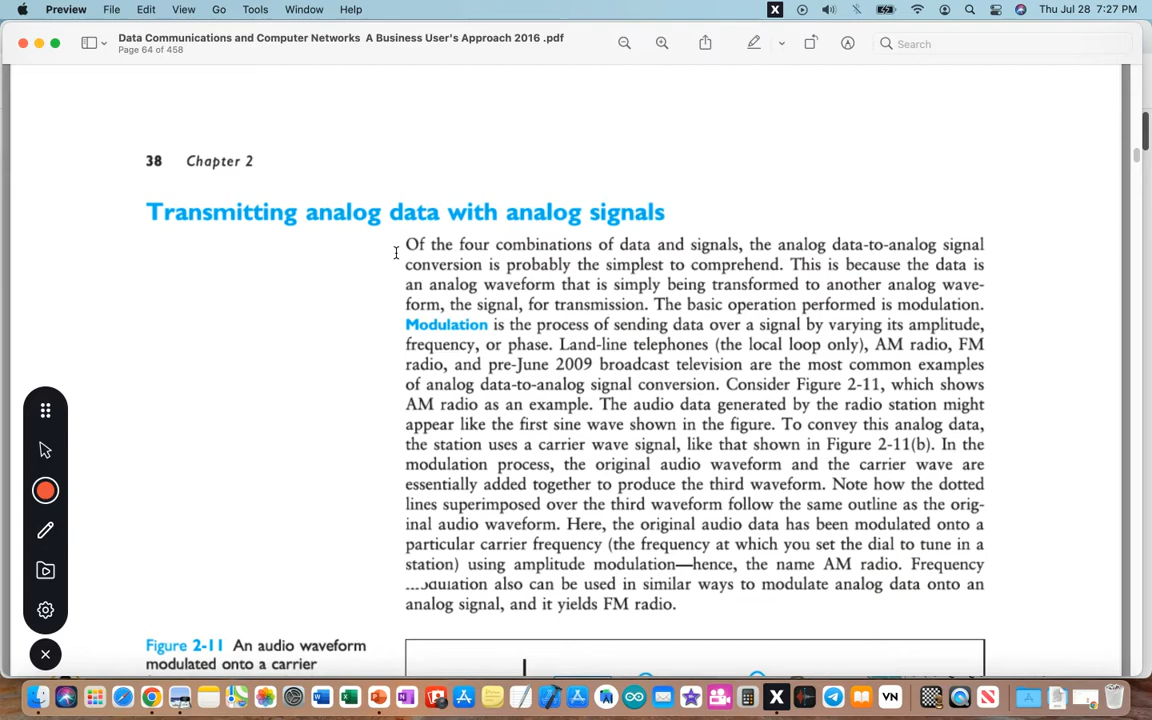 Preview File Edit View Go Tools Window Help X Thu Jul 28 7:27 PM
Data Communications and Computer Networks A Business User's Approach 2016 .pdf
Page 64 of 458
Search
38 Chapter 2
Transmitting analog data with analog signals
Of the four combinations of data and signals, the analog data-to-analog signal
conversion is probably the simplest to comprehend. This is because the data is
an analog waveform that is simply being transformed to another analog wave-
form, the signal, for transmission. The basic operation performed is modulation.
Modulation is the process of sending data over a signal by varying its amplitude,
frequency, or phase. Land-line telephones (the local loop only), AM radio, FM
radio, and pre-June 2009 broadcast television are the most common examples
of analog data-to-analog signal conversion. Consider Figure 2-11, which shows
AM radio as an example. The audio data generated by the radio station might
appear like the first sine wave shown in the figure. To convey this analog data,
the station uses a carrier wave signal, like that shown in Figure 2-11(b). In the
modulation process, the original audio waveform and the carrier wave are
essentially added together to produce the third waveform. Note how the dotted
lines superimposed over the third waveform follow the same outline as the orig-
inal audio waveform. Here, the original audio data has been modulated onto a
particular carrier frequency (the frequency at which you set the dial to tune in a
station) using amplitude modulation—hence, the name AM radio. Frequency
also can be used in similar ways to modulate analog data onto an
analog signal, and it yields FM radio.
Figure 2-11 An audio waveform
modulated onto a carrier
X VN